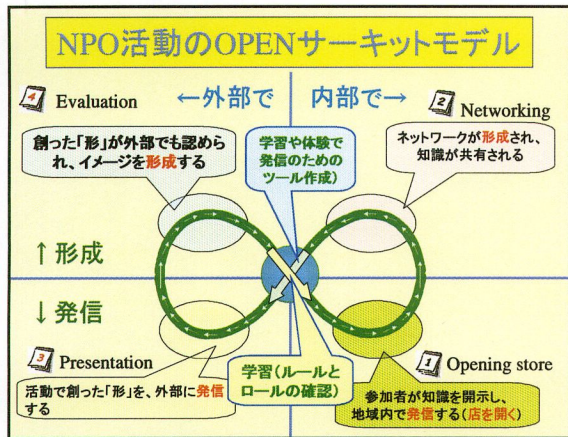 NPO活動のOPENサーキットモデル
4 Evaluation
←外部で
内部で→
2 Networking
創った「形」が外部でも認めら
れ、イメージを形成する
学習や体験で
発信のための
ツール作成)
ネットワークが形成され、
知識が共有される
↑形成
↓発信
3 Presentation
活動で創った「形」を、外部に発信
する
学習(ルールと
ロールの確認)
1 Opening store
参加者が知識を開示し、
地域内で発信する(店を開く)